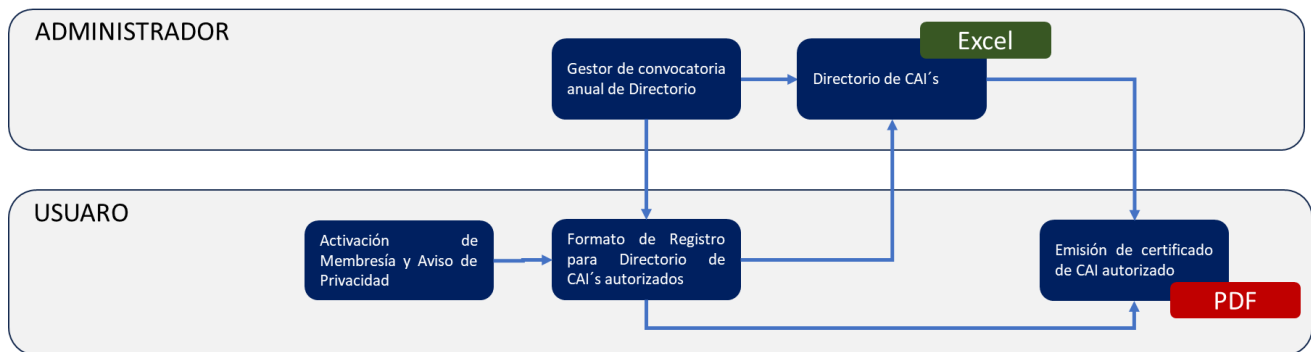 ADMINISTRADOR
Excel
Gestor de convocatoria
anual de Directorio
Directorio de CAI´s
USUARO
Activación de
Membresía y Aviso de
Privacidad
Formato de Registro
para Directorio de
CAI´s autorizados
Emisión de certificado
de CAI autorizado
PDF